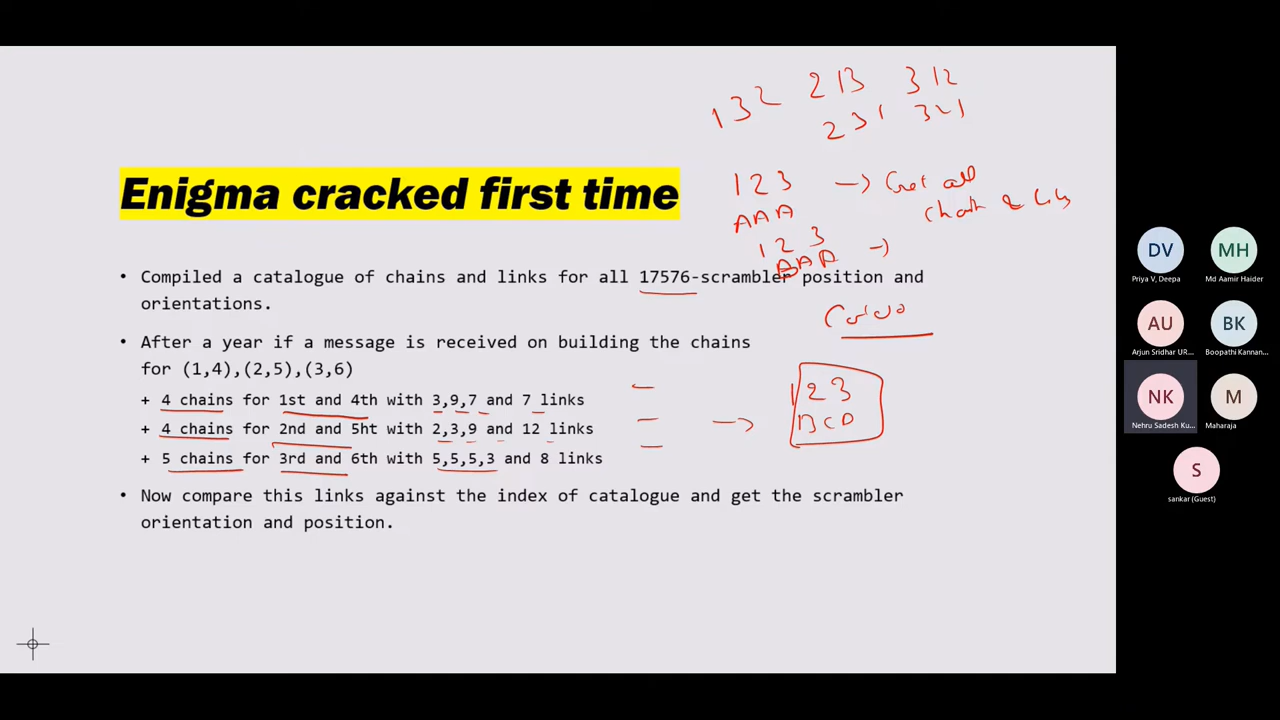 132 213 312
231 321
Enigma cracked first time
123 → Get all
AAA chain &
123 →
AAA
• Compiled a catalogue of chains and links for all 17576-scrambler position and
orientations.
• After a year if a message is received on building the chains
for (1,4),(2,5),(3,6)
+ 4 chains for 1st and 4th with 3,9,7 and 7 links
+ 4 chains for 2nd and 5ht with 2,3,9 and 12 links
+ 5 chains for 3rd and 6th with 5,5,5,3 and 8 links
→ 123
BCD
• Now compare this links against the index of catalogue and get the scrambler
orientation and position.
DV MH
Priya V, Deepa Md Aamir Haider
AU BK
Arjun Sridhar UR... Boopathi Kannan...
NK M
Nehru Sadesh Ku... Maharaja
S
sankar (Guest)